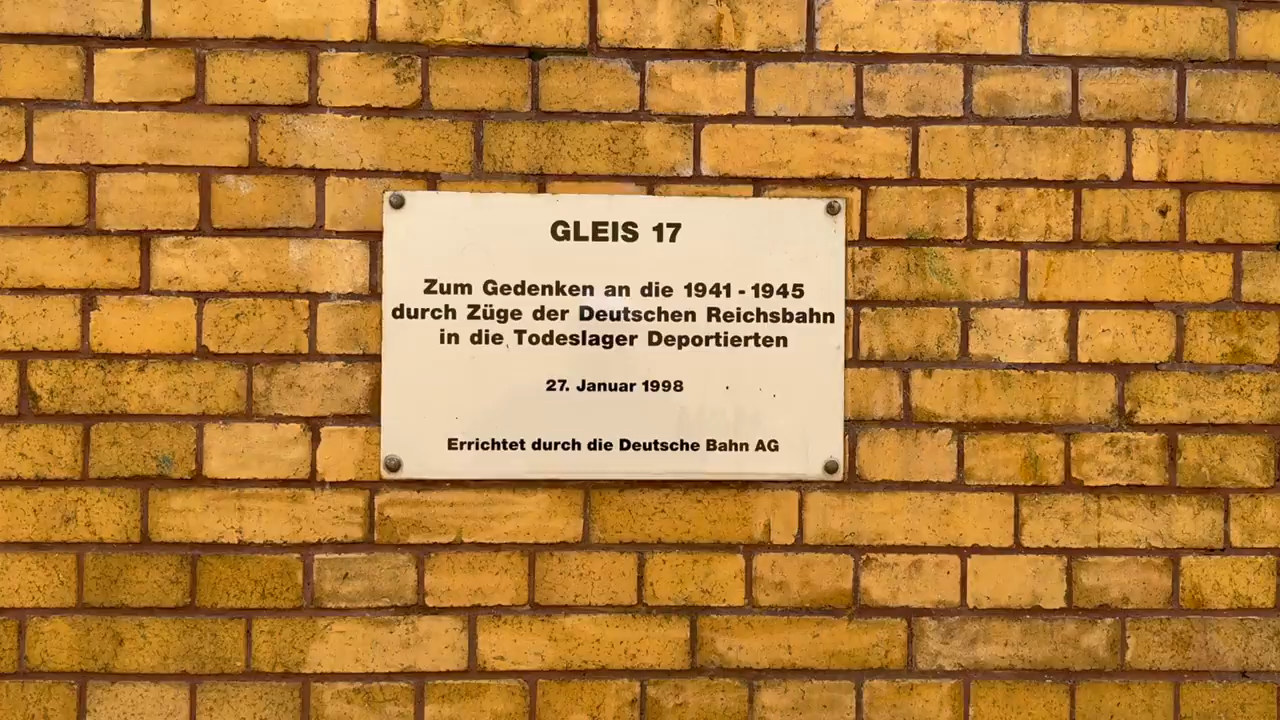 GLEIS 17
Zum Gedenken an die 1941 - 1945
durch Züge der Deutschen Reichsbahn
in die Todeslager Deportierten
27. Januar 1998
Errichtet durch die Deutsche Bahn AG